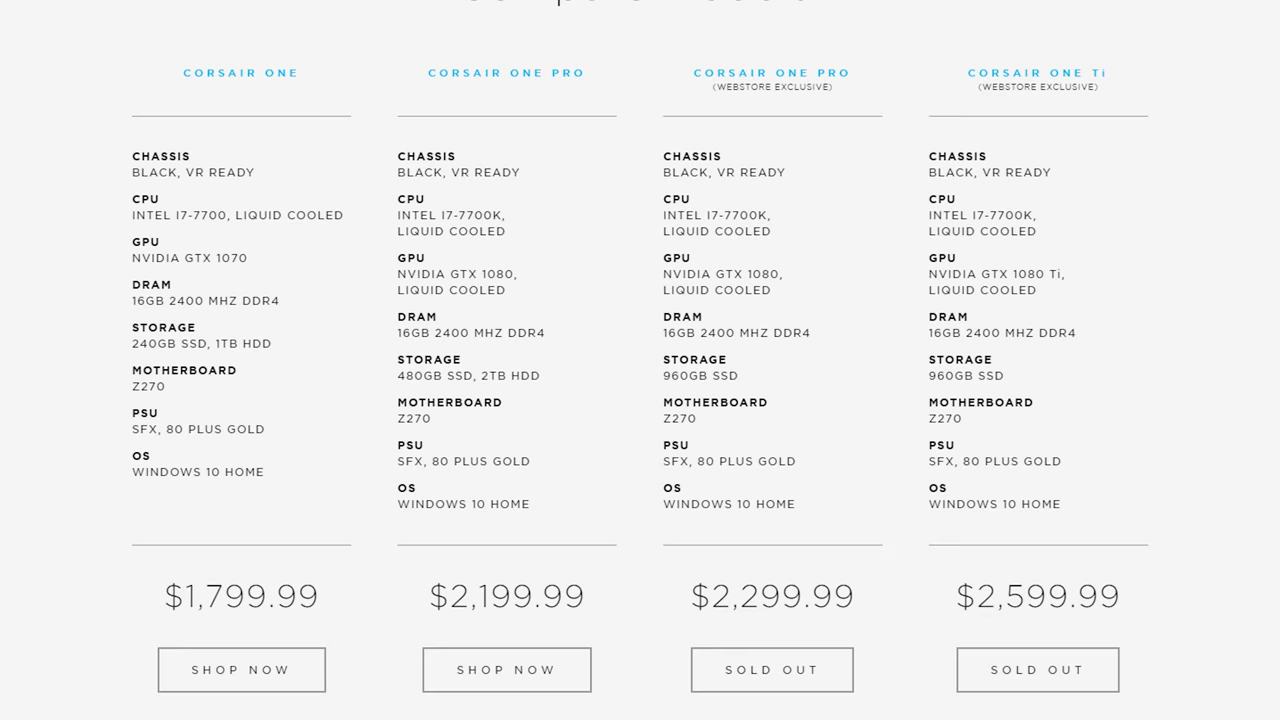 CORSAIR ONE
CHASSIS
BLACK, VR READY
CPU
INTEL I7-7700, LIQUID COOLED
GPU
NVIDIA GTX 1070
DRAM
16GB 2400 MHZ DDR4
STORAGE
240GB SSD, 1TB HDD
MOTHERBOARD
Z270
PSU
SFX, 80 PLUS GOLD
OS
WINDOWS 10 HOME
$1,799.99
SHOP NOW
CORSAIR ONE PRO
CHASSIS
BLACK, VR READY
CPU
INTEL I7-7700K,
LIQUID COOLED
GPU
NVIDIA GTX 1080,
LIQUID COOLED
DRAM
16GB 2400 MHZ DDR4
STORAGE
480GB SSD, 2TB HDD
MOTHERBOARD
Z270
PSU
SFX, 80 PLUS GOLD
OS
WINDOWS 10 HOME
$2,199.99
SHOP NOW
CORSAIR ONE PRO
(WEBSTORE EXCLUSIVE)
CHASSIS
BLACK, VR READY
CPU
INTEL I7-7700K,
LIQUID COOLED
GPU
NVIDIA GTX 1080,
LIQUID COOLED
DRAM
16GB 2400 MHZ DDR4
STORAGE
960GB SSD
MOTHERBOARD
Z270
PSU
SFX, 80 PLUS GOLD
OS
WINDOWS 10 HOME
$2,299.99
SOLD OUT
CORSAIR ONE Ti
(WEBSTORE EXCLUSIVE)
CHASSIS
BLACK, VR READY
CPU
INTEL I7-7700K,
LIQUID COOLED
GPU
NVIDIA GTX 1080 Ti,
LIQUID COOLED
DRAM
16GB 2400 MHZ DDR4
STORAGE
960GB SSD
MOTHERBOARD
Z270
PSU
SFX, 80 PLUS GOLD
OS
WINDOWS 10 HOME
$2,599.99
SOLD OUT